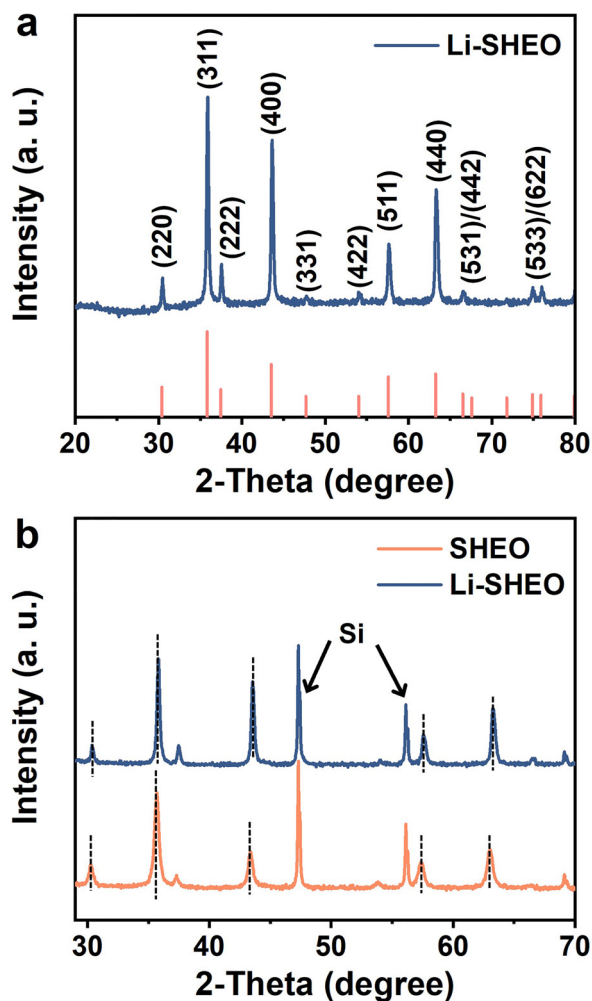 a
Li-SHEO
(220)
(311)
(222)
(400)
(331)
(422)
(511)
(440)
(531)/(442)
(533)/(622)
Intensity (a. u.)
20 30 40 50 60 70 80
2-Theta (degree)
b
SHEO
Li-SHEO
Si
Intensity (a. u.)
30 40 50 60 70
2-Theta (degree)